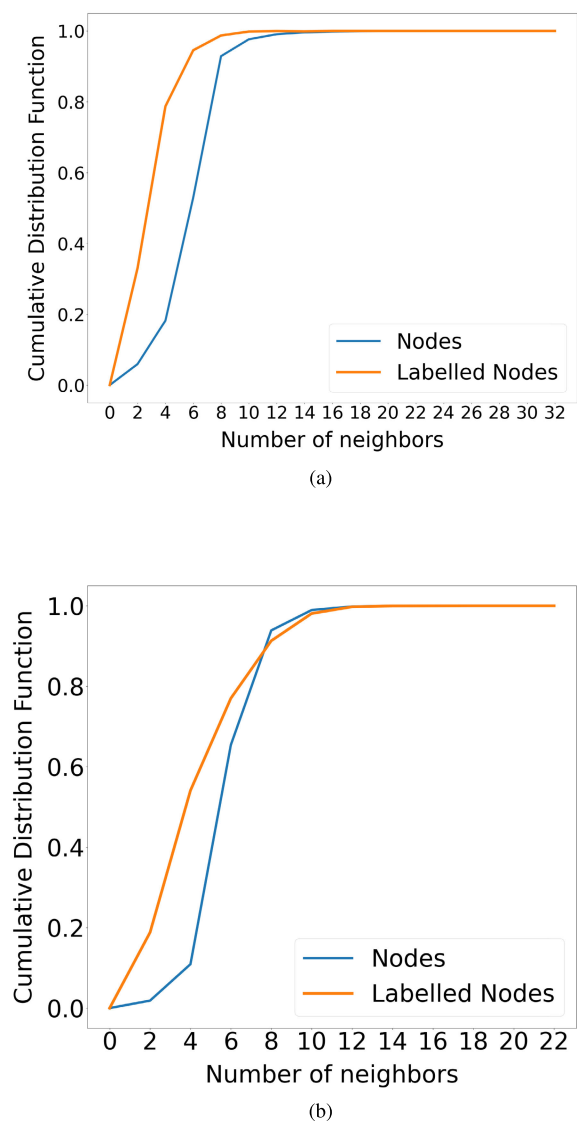 1.0
0.8
0.6
0.4
0.2
0.0
Cumulative Distribution Function
Nodes
Labelled Nodes
0 2 4 6 8 10 12 14 16 18 20 22 24 26 28 30 32
Number of neighbors
(a)
1.0
0.8
0.6
0.4
0.2
0.0
Cumulative Distribution Function
Nodes
Labelled Nodes
0 2 4 6 8 10 12 14 16 18 20 22
Number of neighbors
(b)